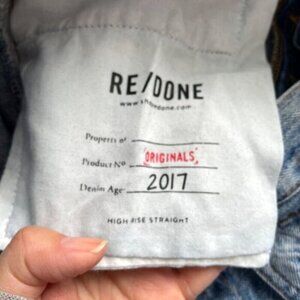 RE/DONE
www.shopredone.com
Property of
Product Nº 'ORIGINALS'
Denim Age 2017
HIGH RISE STRAIGHT